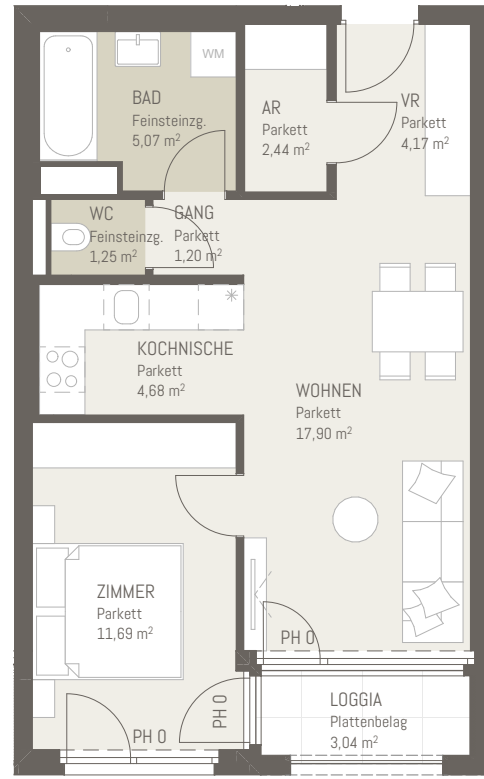 WM
BAD
Feinsteinzg.
5,07 m²
AR
Parkett
2,44 m²
VR
Parkett
4,17 m²
WC
Feinsteinzg.
1,25 m²
GANG
Parkett
1,20 m²
KOCHNISCHE
Parkett
4,68 m²
WOHNEN
Parkett
17,90 m²
ZIMMER
Parkett
11,69 m²
PH 0
PH 0
PH 0
LOGGIA
Plattenbelag
3,04 m²